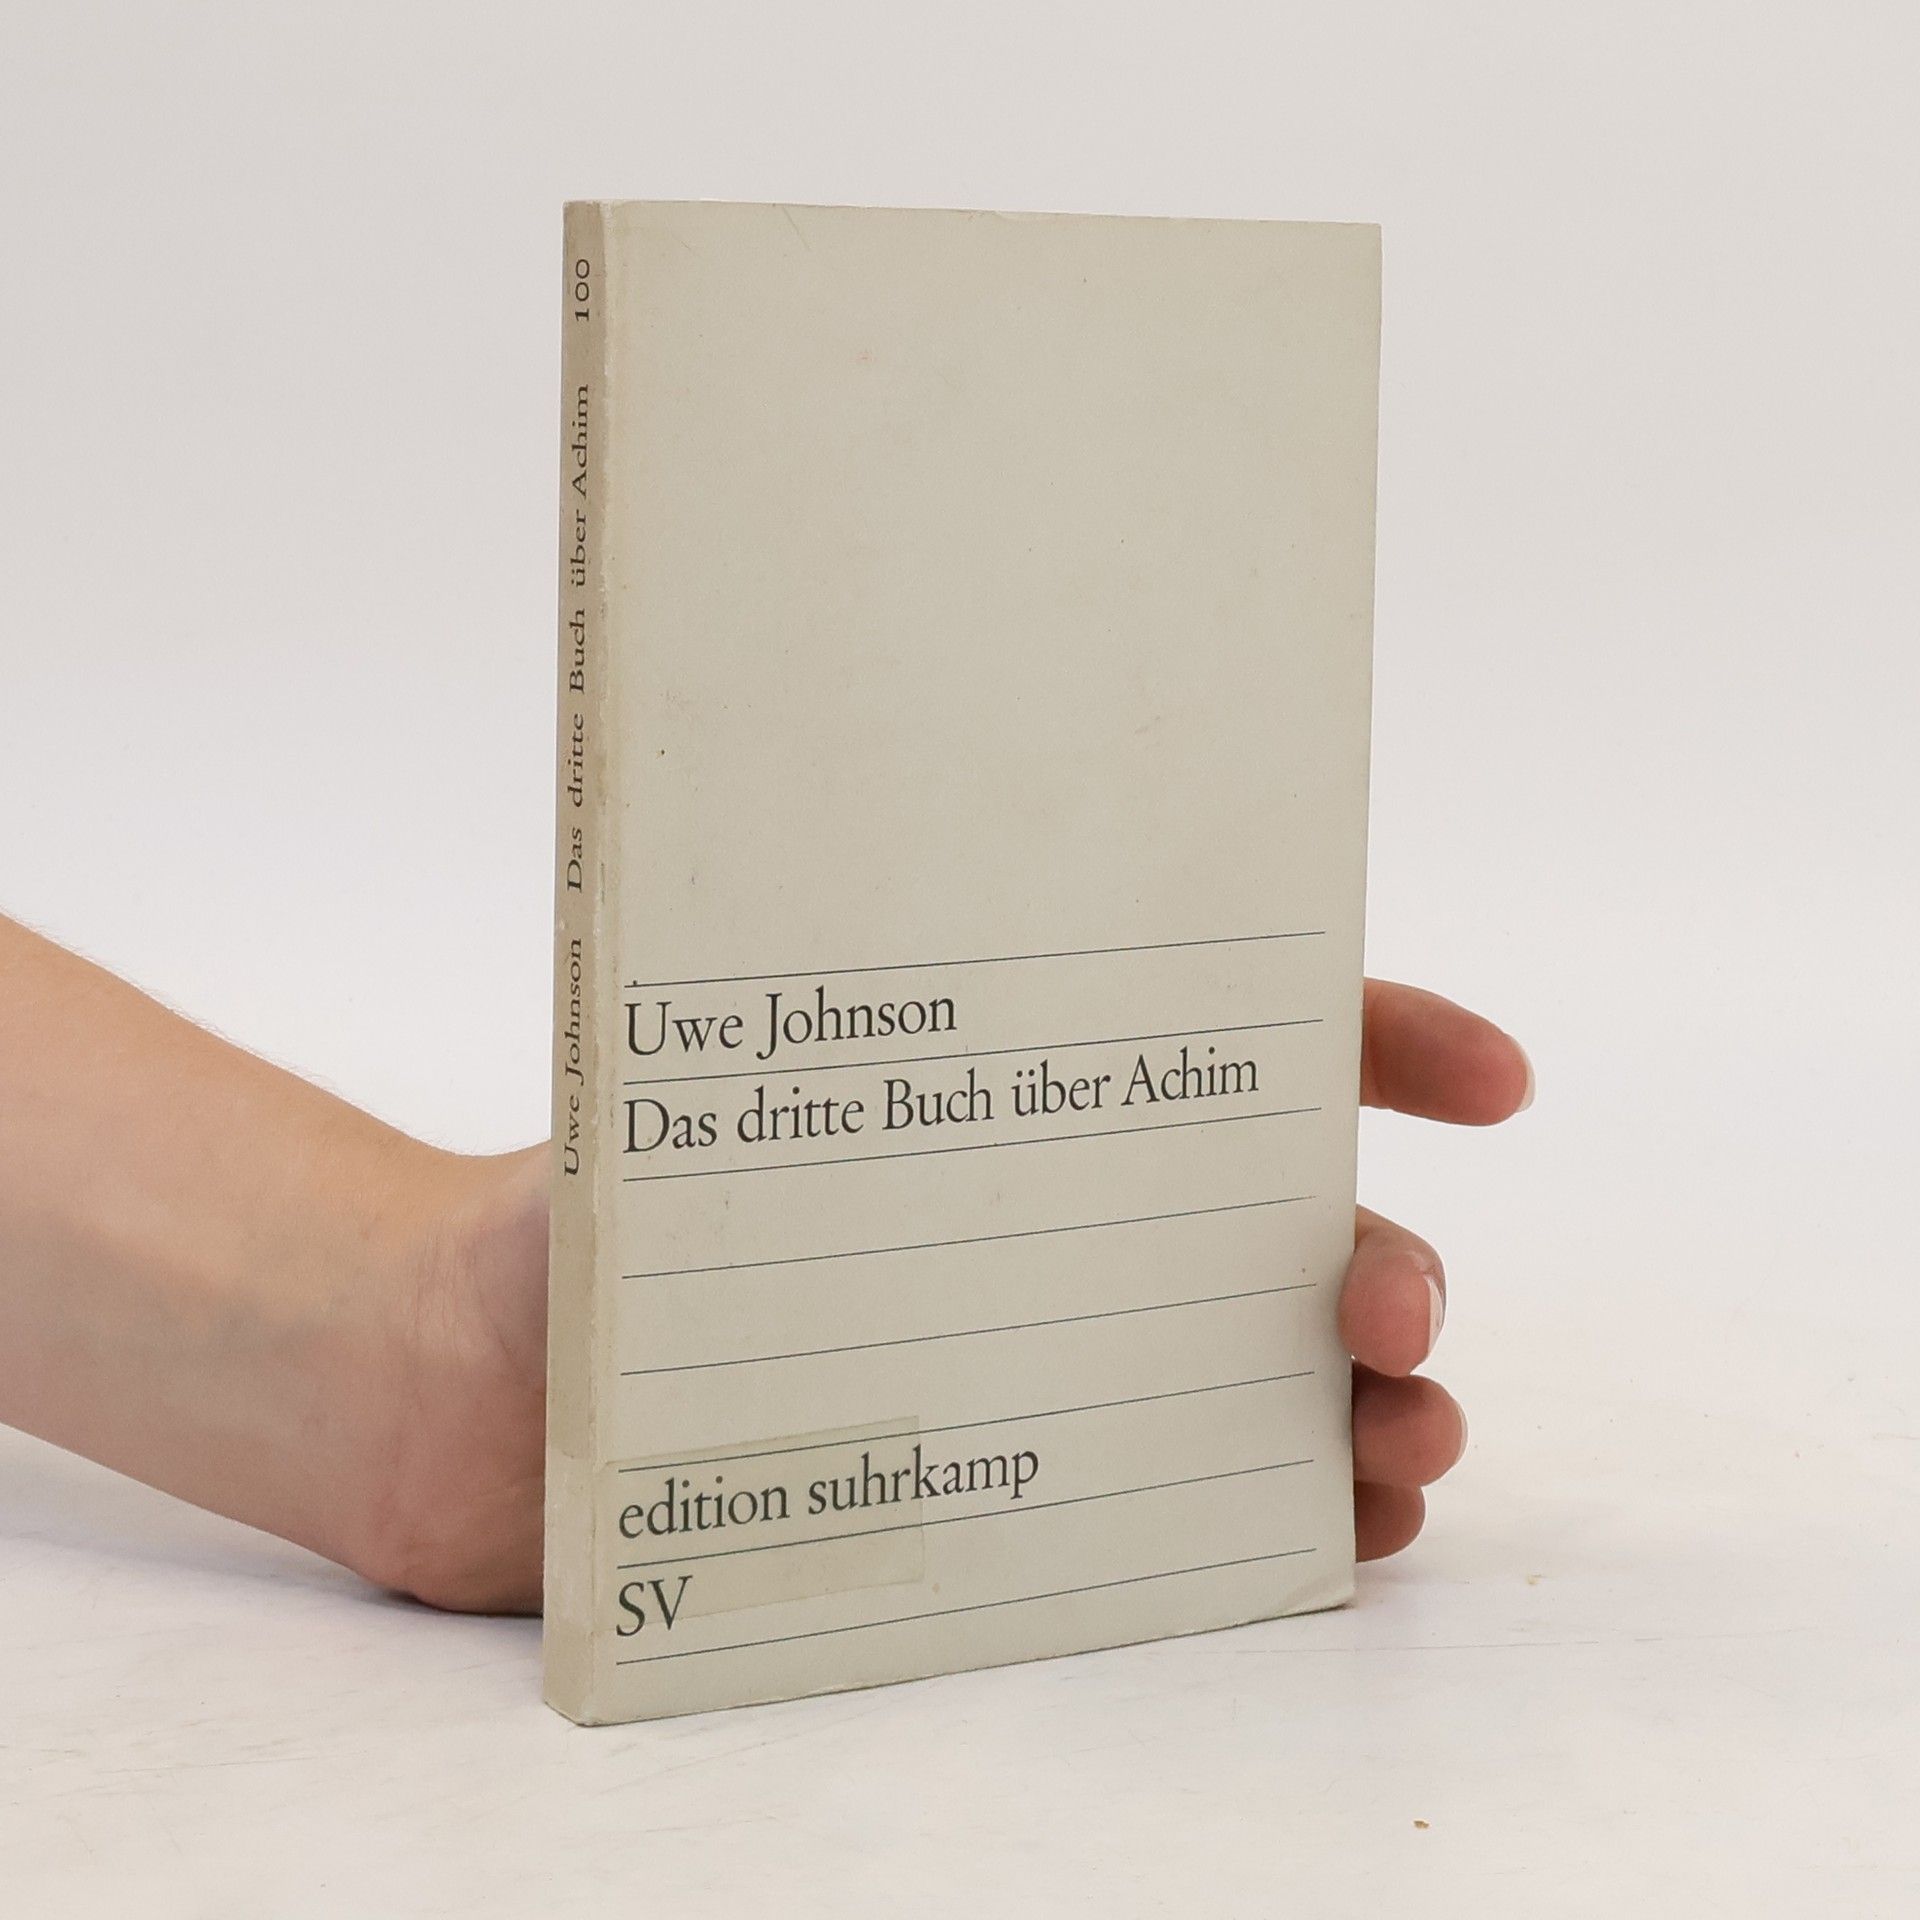 Uwe Johnson Das dritte Buch über Achim 100
Uwe Johnson
Das dritte Buch über Achim
edition suhrkamp
SV